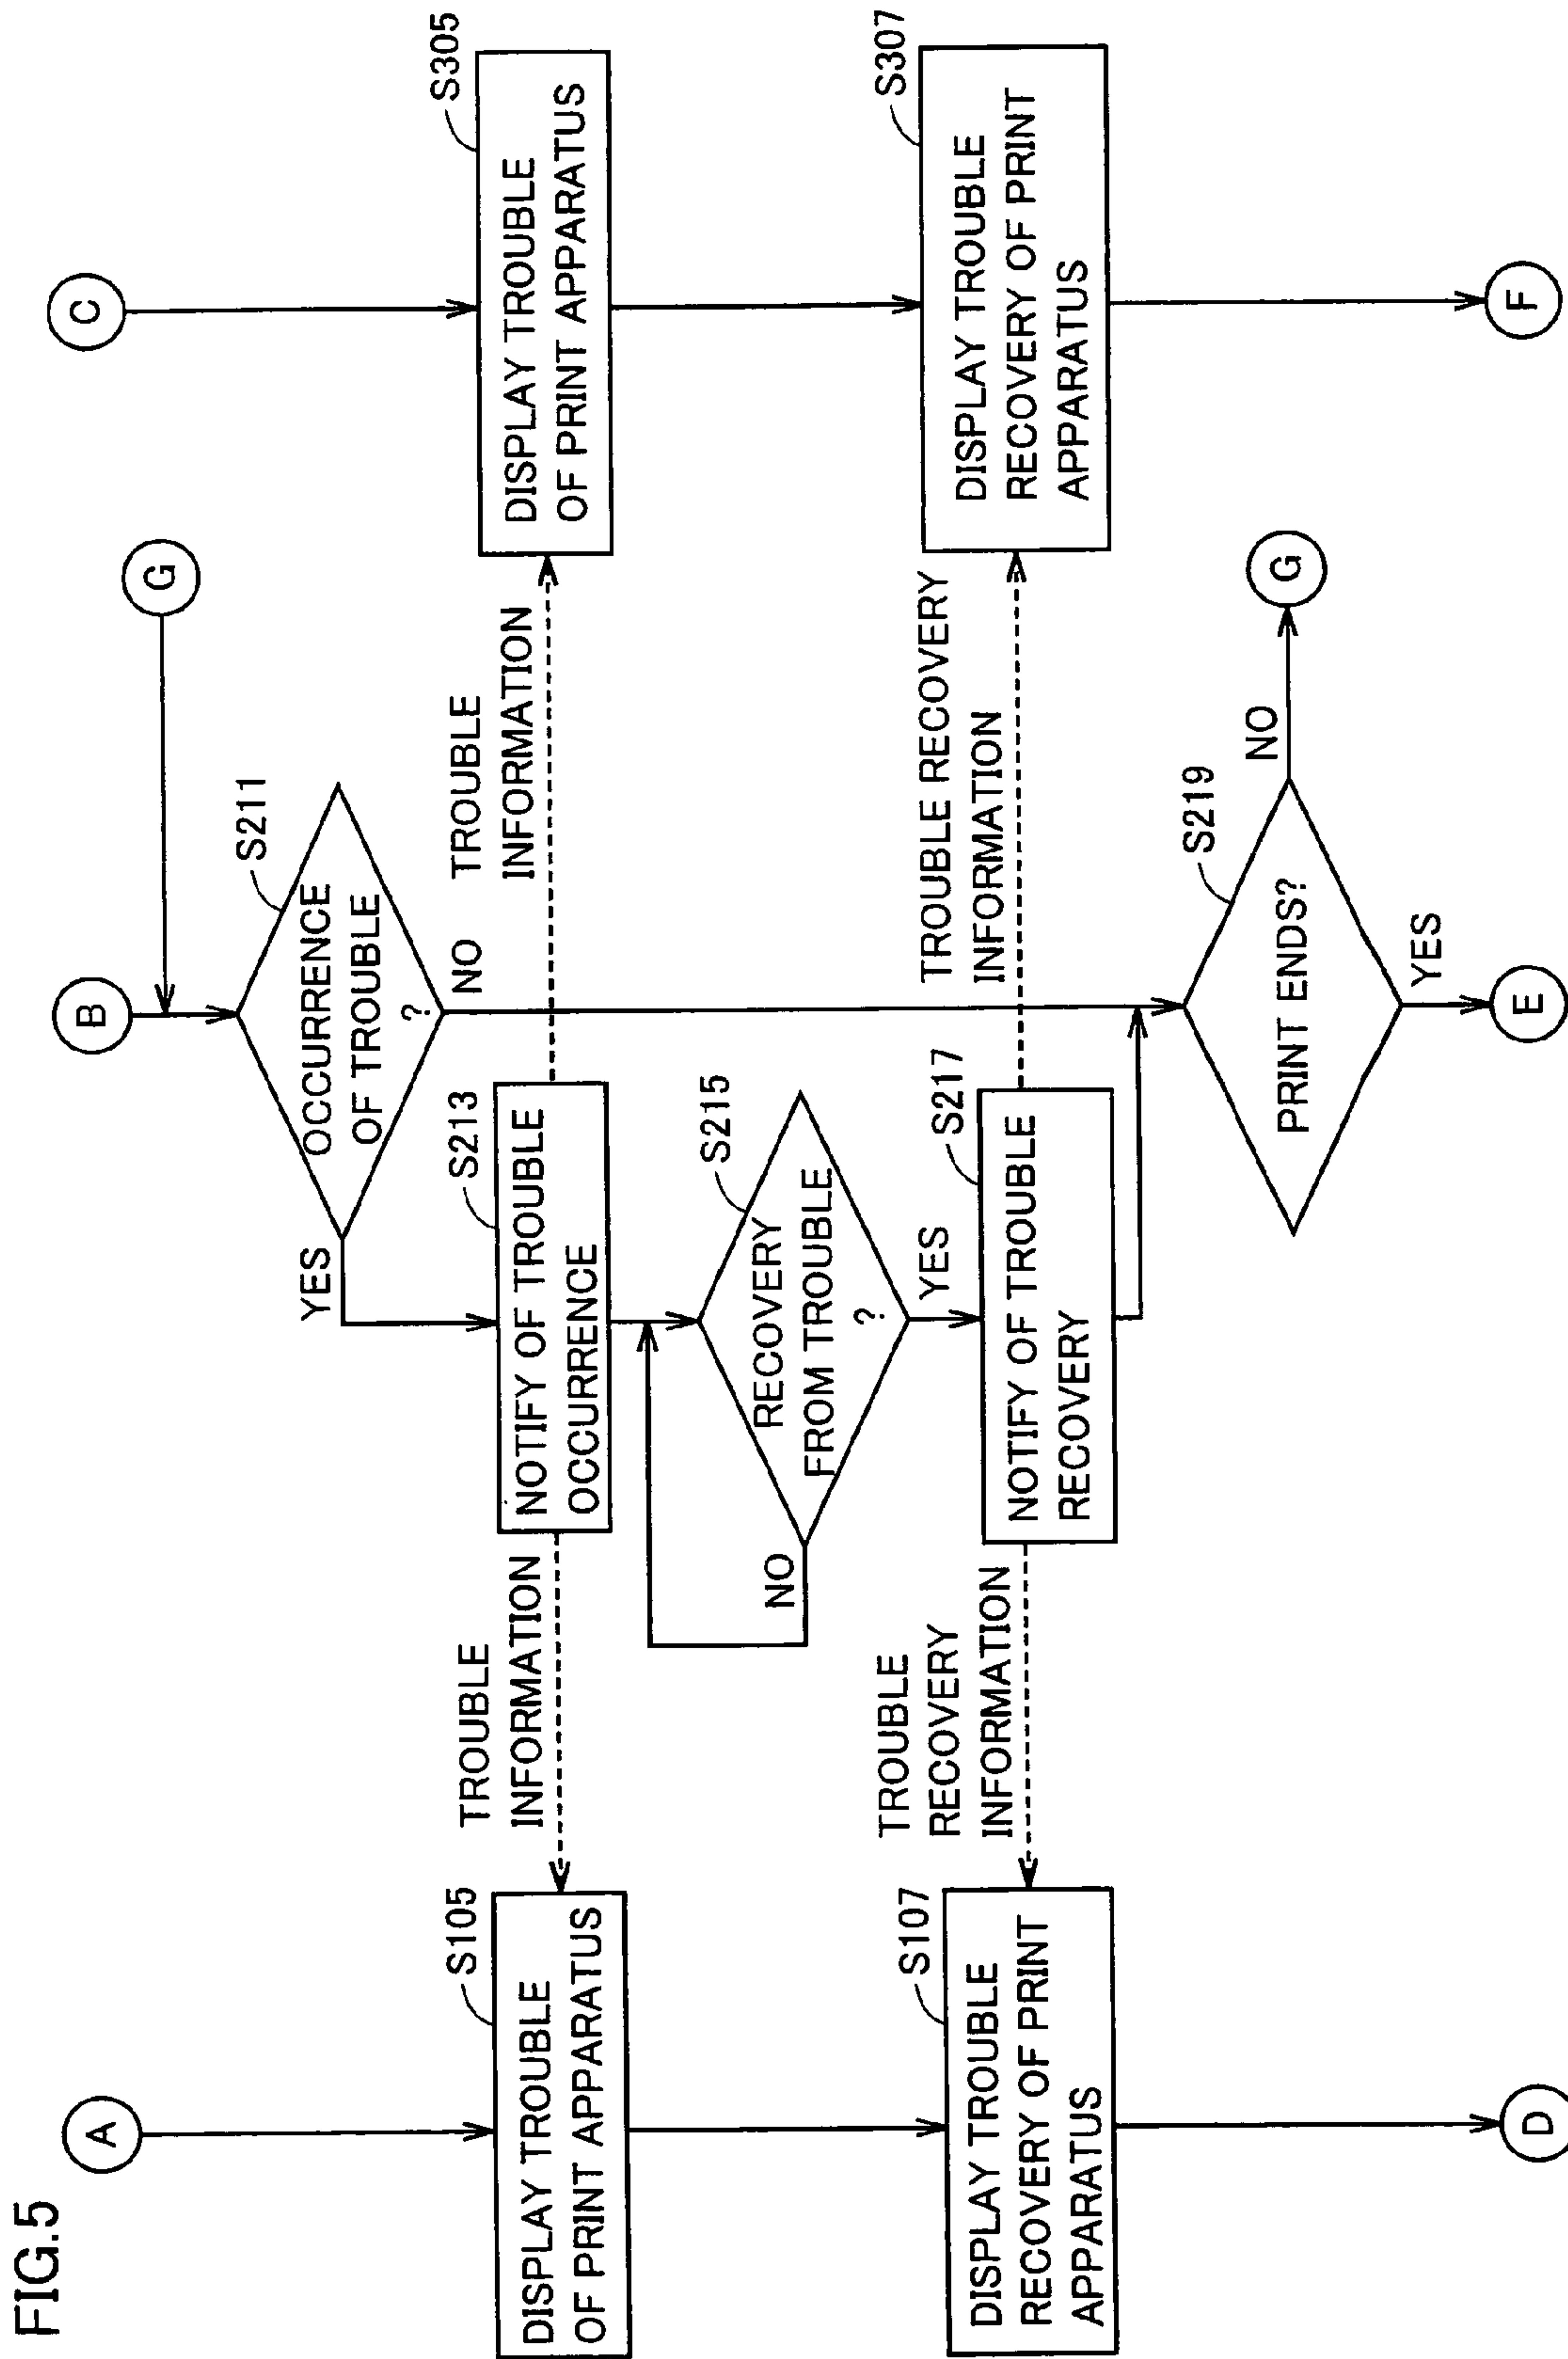 FIG.5
A
S105
DISPLAY TROUBLE
OF PRINT APPARATUS
S107
DISPLAY TROUBLE
RECOVERY OF PRINT
APPARATUS
D
TROUBLE
INFORMATION
TROUBLE
RECOVERY
INFORMATION
B
G
S211
OCCURRENCE
OF TROUBLE
?
YES
NO
S213
NOTIFY OF TROUBLE
OCCURRENCE
S215
RECOVERY
FROM TROUBLE
?
NO
YES
S217
NOTIFY OF TROUBLE
RECOVERY
S219
PRINT ENDS?
NO
G
YES
E
TROUBLE
INFORMATION
TROUBLE RECOVERY
INFORMATION
C
S305
DISPLAY TROUBLE
OF PRINT APPARATUS
S307
DISPLAY TROUBLE
RECOVERY OF PRINT
APPARATUS
F